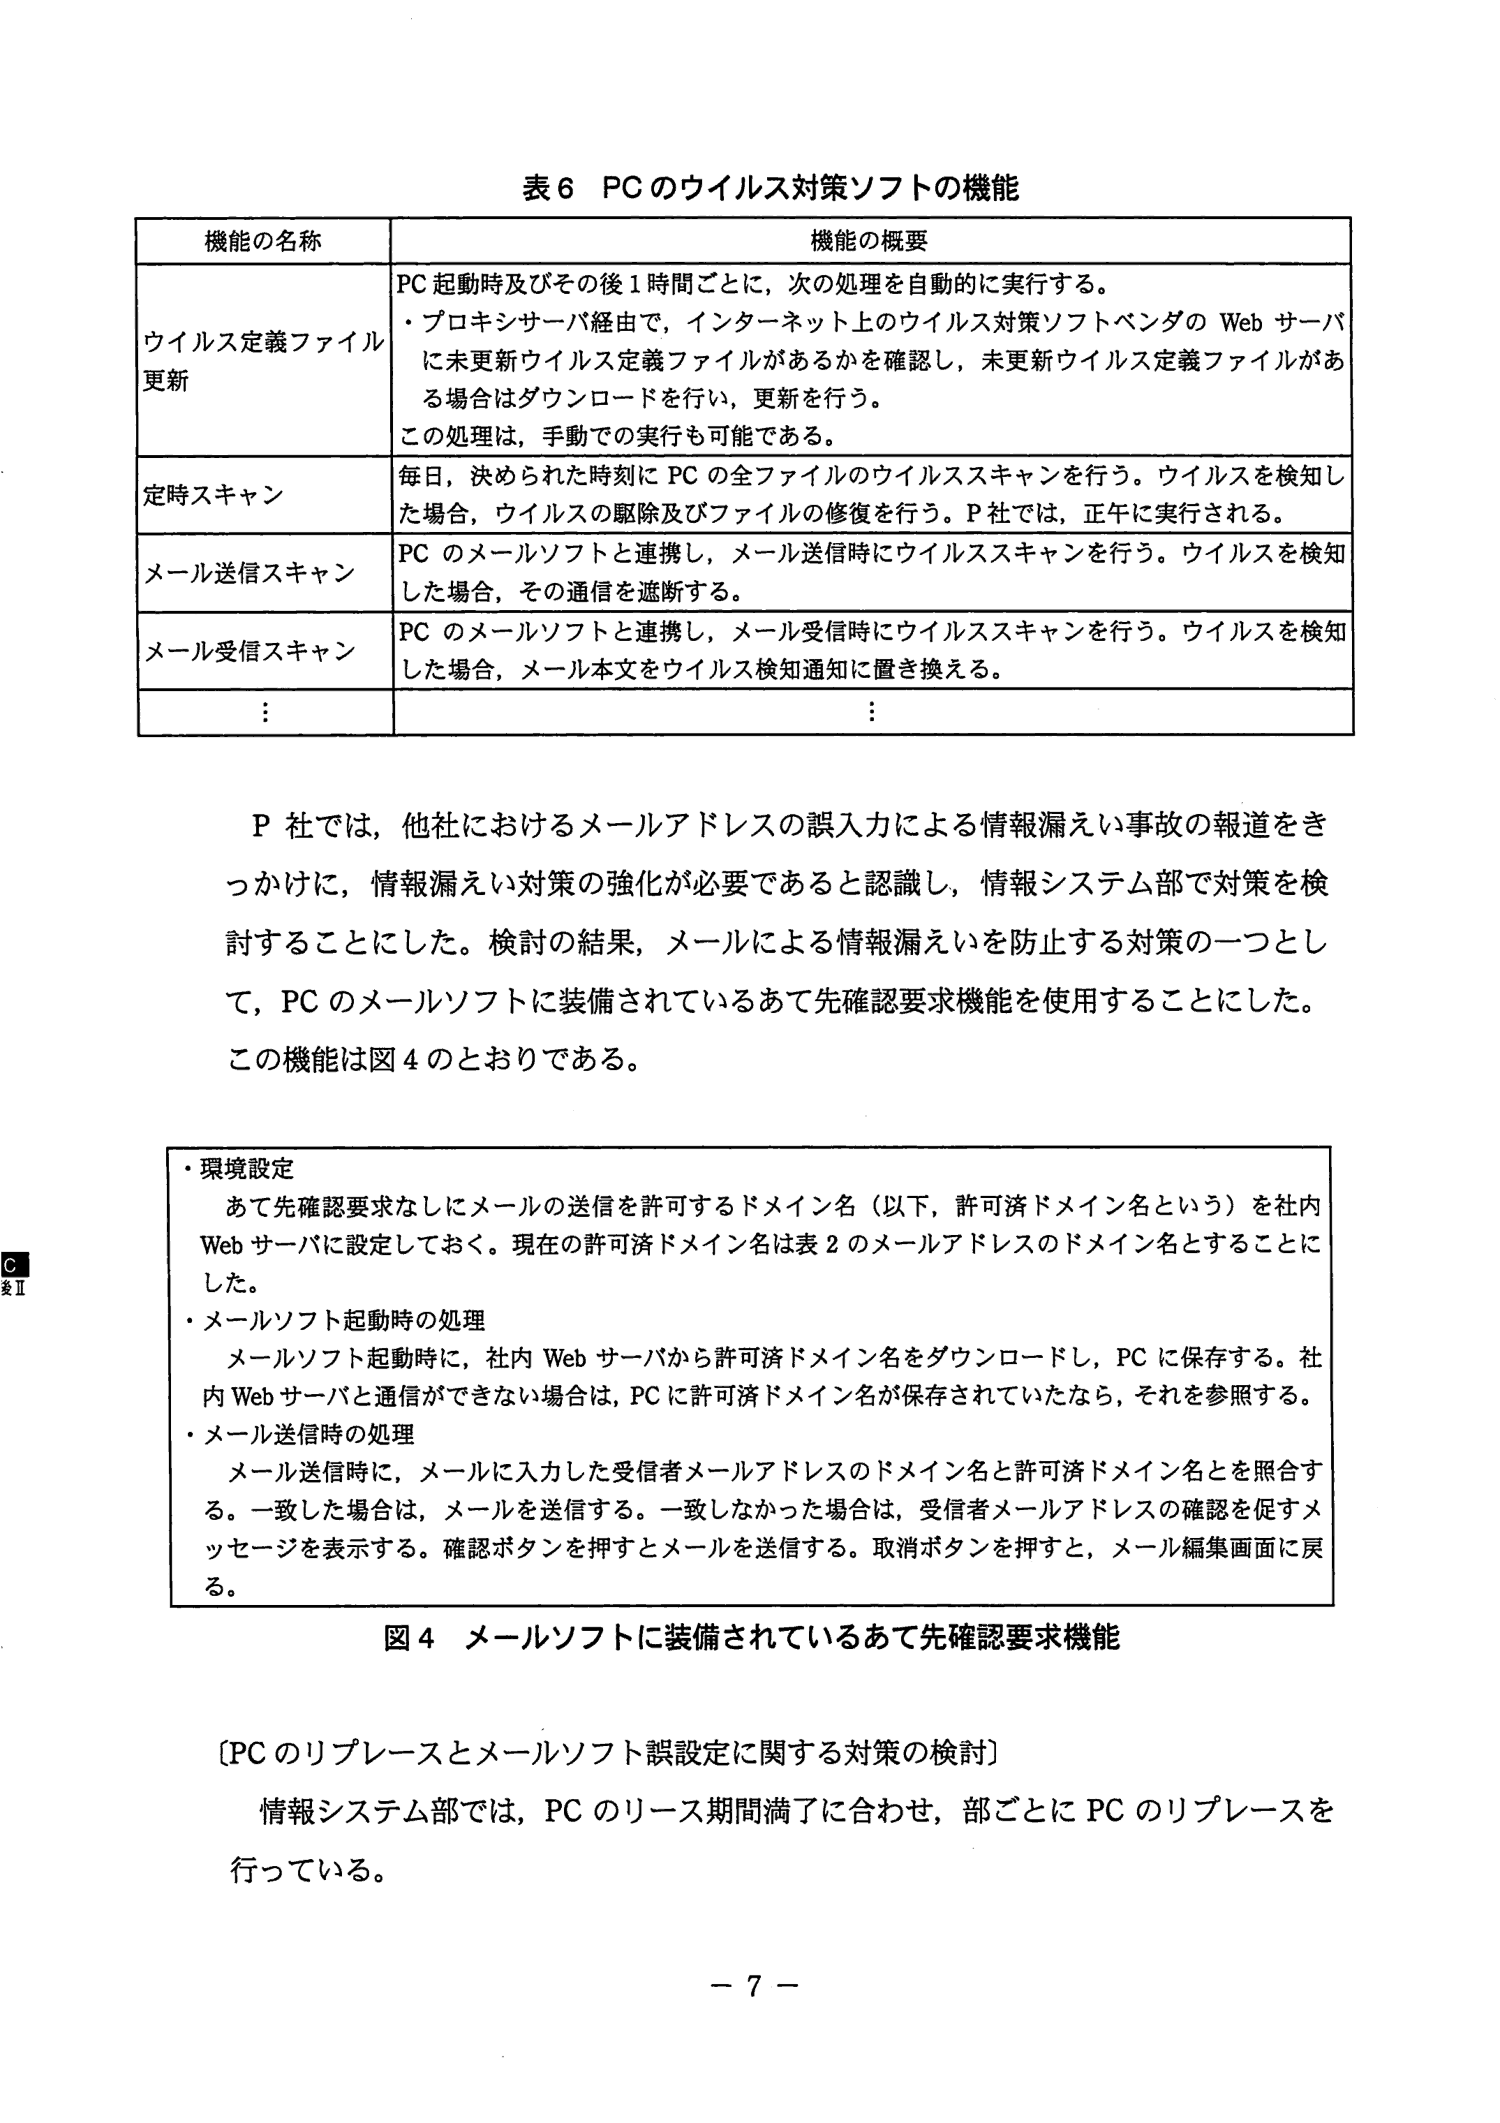 表6 PCのウイルス対策ソフトの機能
機能の名称
機能の概要
ウイルス定義ファイル
更新
PC起動時及びその後1時間ごとに，次の処理を自動的に実行する。
・プロキシサーバ経由で，インターネット上のウイルス対策ソフトベンダの Web サーバ
に未更新ウイルス定義ファイルがあるかを確認し，未更新ウイルス定義ファイルがあ
る場合はダウンロードを行い，更新を行う。
この処理は，手動での実行も可能である。
定時スキャン
毎日，決められた時刻に PC の全ファイルのウイルススキャンを行う。ウイルスを検知し
た場合，ウイルスの駆除及びファイルの修復を行う。P社では，正午に実行される。
メール送信スキャン
PC のメールソフトと連携し，メール送信時にウイルススキャンを行う。ウイルスを検知
した場合，その通信を遮断する。
メール受信スキャン
PC のメールソフトと連携し，メール受信時にウイルススキャンを行う。ウイルスを検知
した場合，メール本文をウイルス検知通知に置き換える。
⋮
⋮
P 社では，他社におけるメールアドレスの誤入力による情報漏えい事故の報道をき
っかけに，情報漏えい対策の強化が必要であると認識し，情報システム部で対策を検
討することにした。検討の結果，メールによる情報漏えいを防止する対策の一つとし
て，PC のメールソフトに装備されているあて先確認要求機能を使用することにした。
この機能は図4のとおりである。
・環境設定
あて先確認要求なしにメールの送信を許可するドメイン名（以下，許可済ドメイン名という）を社内
Web サーバに設定しておく。現在の許可済ドメイン名は表2のメールアドレスのドメイン名とすることに
した。
・メールソフト起動時の処理
メールソフト起動時に，社内 Web サーバから許可済ドメイン名をダウンロードし，PC に保存する。社
内 Web サーバと通信ができない場合は，PC に許可済ドメイン名が保存されていたなら，それを参照する。
・メール送信時の処理
メール送信時に，メールに入力した受信者メールアドレスのドメイン名と許可済ドメイン名とを照合す
る。一致した場合は，メールを送信する。一致しなかった場合は，受信者メールアドレスの確認を促すメ
ッセージを表示する。確認ボタンを押すとメールを送信する。取消ボタンを押すと，メール編集画面に戻
る。
C
後Ⅱ
図4 メールソフトに装備されているあて先確認要求機能
〔PCのリプレースとメールソフト誤設定に関する対策の検討〕
情報システム部では，PC のリース期間満了に合わせ，部ごとに PC のリプレースを
行っている。
－ 7 －